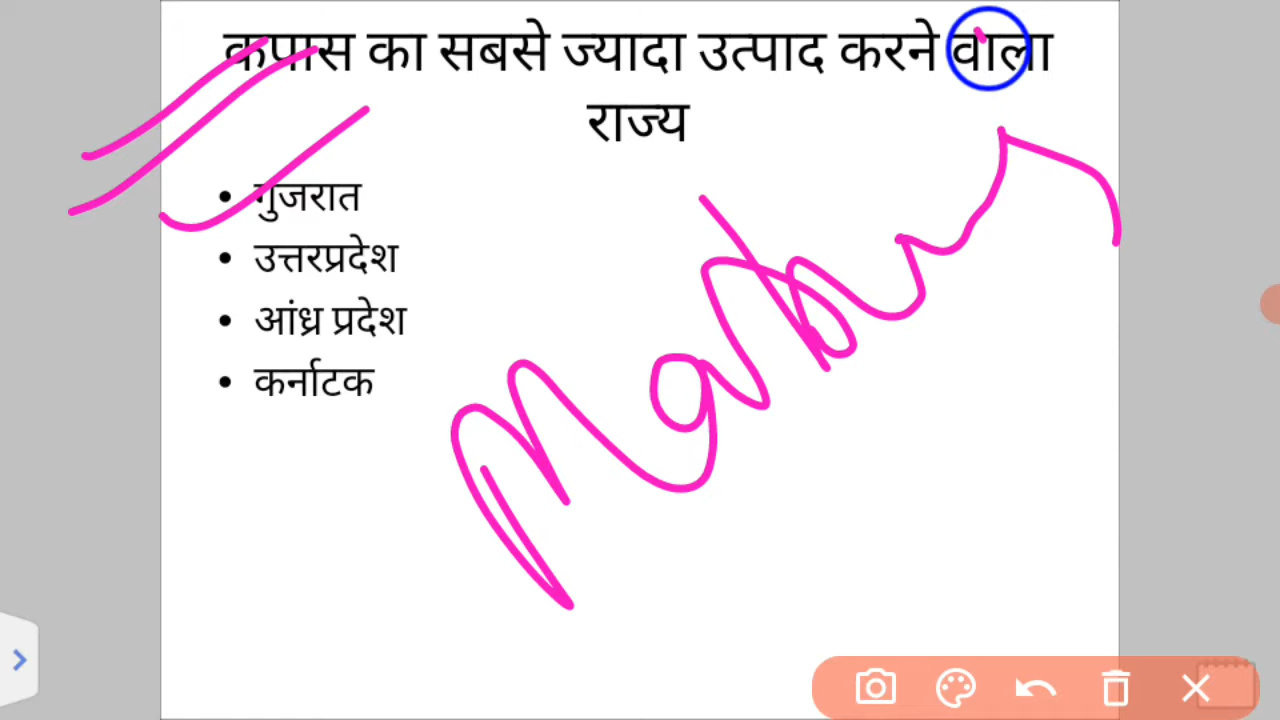 कपास का सबसे ज्यादा उत्पाद करने वाला
राज्य
• गुजरात
• उत्तरप्रदेश
• आंध्र प्रदेश
• कर्नाटक